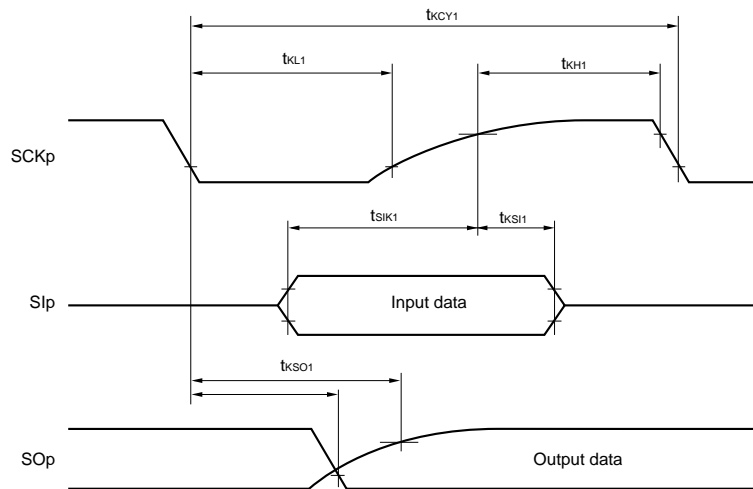 tKCY1
tKL1
tKH1
SCKp
tSIK1
tKSI1
SIp
Input data
tKSO1
SOp
Output data